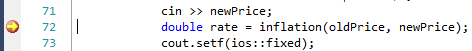 71 cin >> newPrice;
72 double rate = inflation(oldPrice, newPrice);
73 cout.setf(ios::fixed);